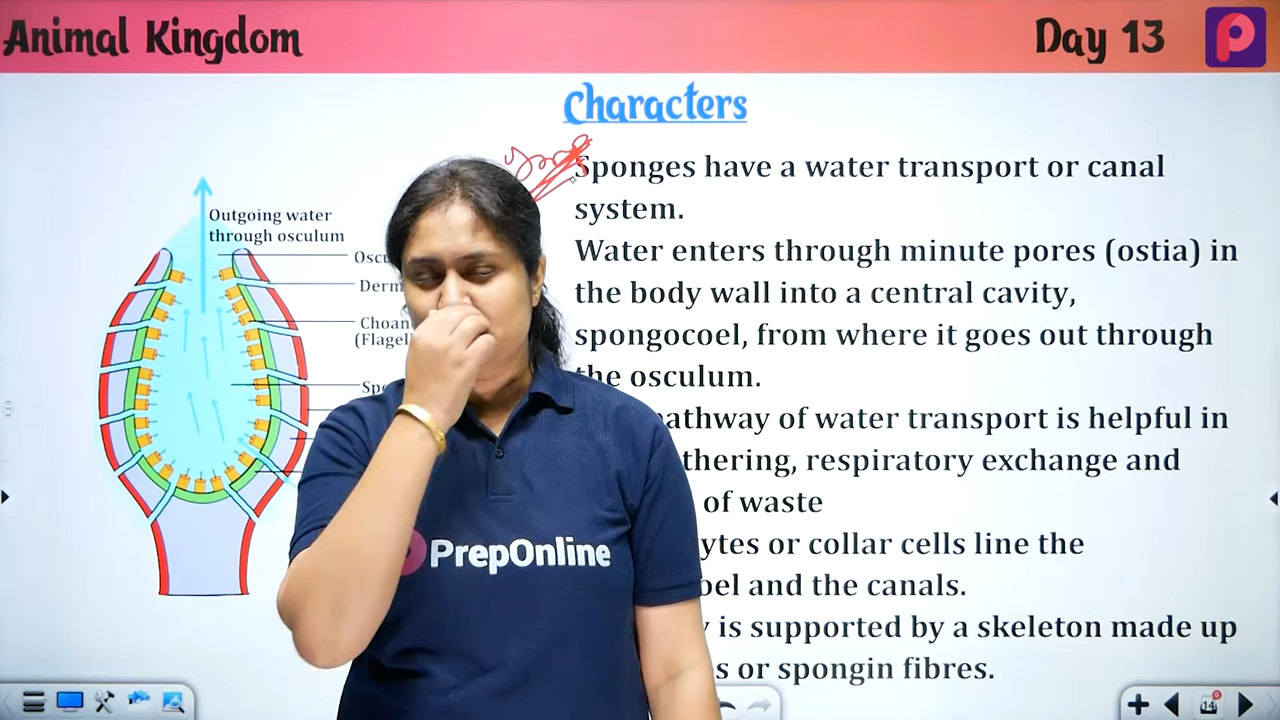 Animal Kingdom
Day 13
Characters
Sponges have a water transport or canal
system.
Water enters through minute pores (ostia) in
the body wall into a central cavity,
spongocoel, from where it goes out through
the osculum.
pathway of water transport is helpful in
thering, respiratory exchange and
of waste
ytes or collar cells line the
oel and the canals.
is supported by a skeleton made up
s or spongin fibres.
Outgoing water
through osculum
Oscu
Derm
Choan
(Flagell
Spo
PrepOnline
14